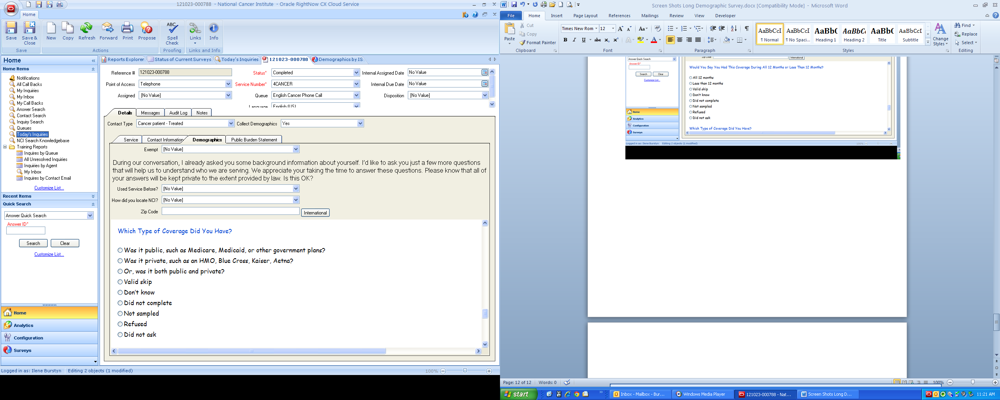 121023-000788 - National Cancer Institute - Oracle RightNow CX Cloud Service
Home
Save
Save & Close
New
Copy
Refresh
Forward
Print
Propose
ABC
Spell Check
Links
Info
Save
Actions
Proofing
Links and Info
Home
Home Items
Notifications
All Call Backs
My Inquiries
My Inbox
My Call Backs
Answer Search
Contact Search
Inquiry Search
Queues
Today's Inquiries
NCI Search Knowledgebase
Training Reports
Inquires by Queue
All Unresolved Inquiries
Inquiries by Agent
My Inbox
Inquires by Contact Email
Customize List...
Recent Items
Quick Search
Answer Quick Search
Answer ID*
Search
Clear
Customize List...
Home
Analytics
Configuration
Surveys
Reports Explorer
Status of Current Surveys
Today's Inquiries
121023-000788
Demographics by IS
Reference # 121023-000788
Status* Completed
Internal Assigned Date No Value
Point of Access Telephone
Service Number* 4CANCER
Internal Due Date No Value
Assigned [No Value]
Queue English Cancer Phone Call
Disposition [No Value]
Language English (US)
Details
Messages
Audit Log
Notes
Contact Type Cancer patient - Treated
Collect Demographics Yes
Service
Contact Information
Demographics
Public Burden Statement
Exempt [No Value]
During our conversation, I already asked you some background information about yourself. I'd like to ask you just a few more questions
that will help us to understand who we are serving. We appreciate your taking the time to answer these questions. Please know that all of
your answers will be kept private to the extent provided by law. Is this OK?
Used Service Before? [No Value]
How did you locate NCI? [No Value]
Zip Code
International
Which Type of Coverage Did You Have?
Was it public, such as Medicare, Medicaid, or other government plans?
Was it private, such as an HMO, Blue Cross, Kaiser, Aetna?
Or, was it both public and private?
Valid skip
Don't know
Did not complete
Not sampled
Refused
Did not ask
Logged in as: Ilene Burstyn
Editing 2 objects (1 modified)
100%
Screen Shots Long Demographic Survey.docx [Compatibility Mode] - Microsoft Word
File
Home
Insert
Page Layout
References
Mailings
Review
View
Developer
Paste
Cut
Copy
Format Painter
Clipboard
Times New Rom
12
Font
Paragraph
AaBbCcI
¶ Normal
AaBbCcI
¶ No Spaci...
AaBbC
Heading 1
AaBbCc
Heading 2
AaBbC
Title
AaBbCcI
Subtitle
Change Styles
Styles
Find
Replace
Select
Editing
Answer Quick Search
Answer ID*
Search
Clear
Customize List...
Home
Analytics
Configuration
Surveys
Zip Code
International
Would You Say You Had This Coverage During All 12 Months or Less Than 12 Months?
All 12 months
Less than 12 months
Valid skip
Don't know
Did not complete
Not sampled
Refused
Did not ask
Which Type of Coverage Did You Have?
Logged in as: Ilene Burstyn
Editing 2 objects (1 modified)
100%
Page: 12 of 12
Words: 0
100%
start
Inbox - Mailbox - Bur...
Windows Media Player
121023-000788 - Nat...
Screen Shots Long D...
11:21 AM